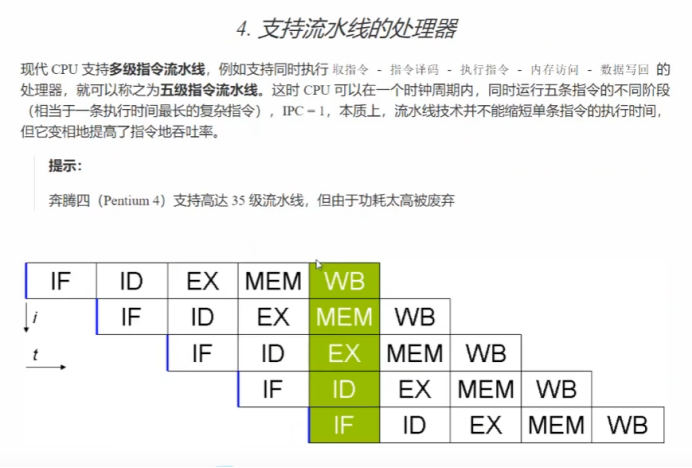 4. 支持流水线的处理器
现代 CPU 支持多级指令流水线，例如支持同时执行 取指令 - 指令译码 - 执行指令 - 内存访问 - 数据写回 的
处理器，就可以称之为五级指令流水线。这时 CPU 可以在一个时钟周期内，同时运行五条指令的不同阶段
（相当于一条执行时间最长的复杂指令），IPC = 1，本质上，流水线技术并不能缩短单条指令的执行时间，
但它变相地提高了指令地吞吐率。
提示：
奔腾四（Pentium 4）支持高达 35 级流水线，但由于功耗太高被废弃
IF ID EX MEM WB
i IF ID EX MEM WB
t IF ID EX MEM WB
IF ID EX MEM WB
IF ID EX MEM WB